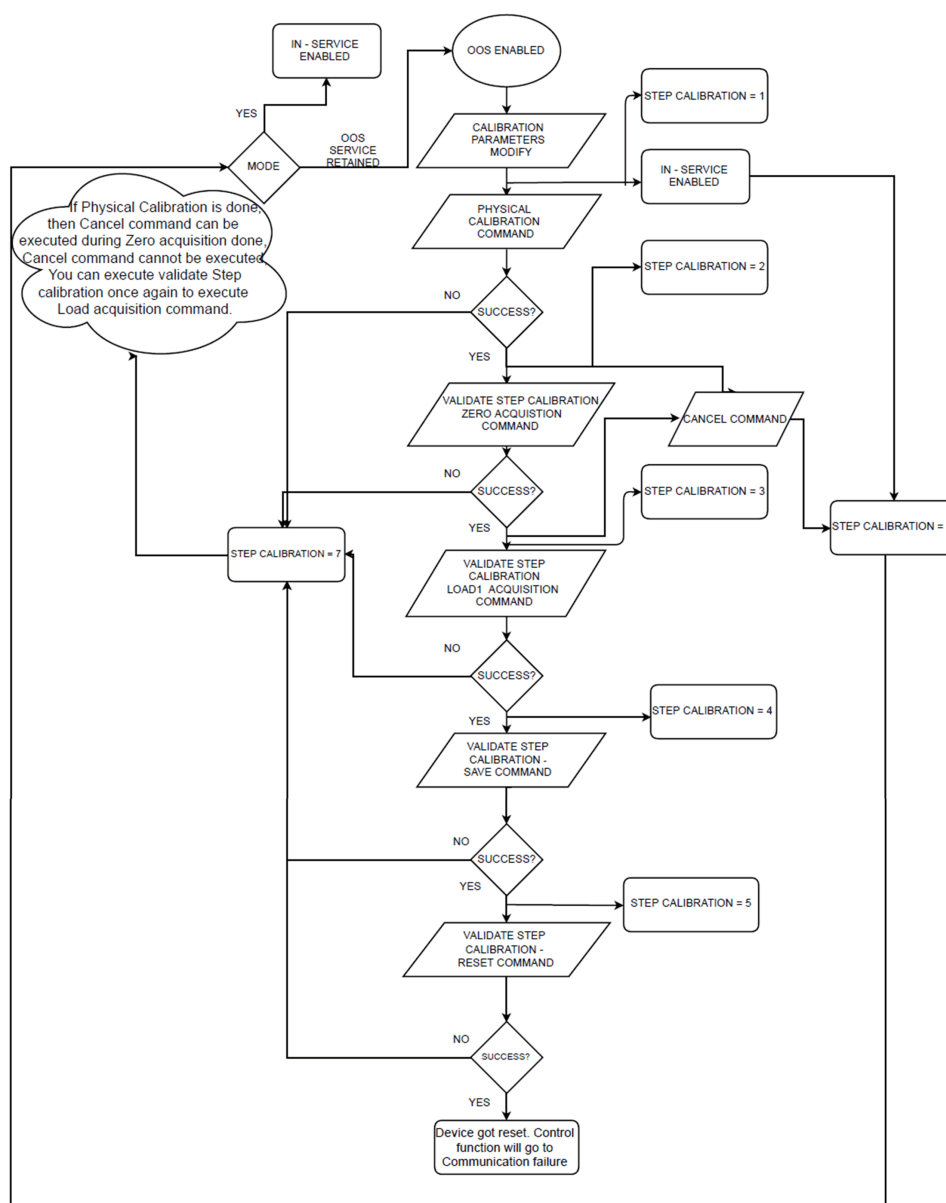 IN - SERVICE
ENABLED
OOS ENABLED
STEP CALIBRATION = 1
YES
CALIBRATION
PARAMETERS
MODIFY
OOS
SERVICE
RETAINED
MODE
IN - SERVICE
ENABLED
If Physical Calibration is done,
then Cancel command can be
executed during Zero acquisition done,
Cancel command cannot be executed
You can execute validate Step
calibration once again to execute
Load acquisition command.
PHYSICAL
CALIBRATION
COMMAND
STEP CALIBRATION = 2
NO
SUCCESS?
YES
VALIDATE STEP CALIBRATION
ZERO ACQUISTION
COMMAND
CANCEL COMMAND
NO
SUCCESS?
STEP CALIBRATION = 3
YES
STEP CALIBRATION =
STEP CALIBRATION = 7
VALIDATE STEP
CALIBRATION
LOAD1 ACQUISITION
COMMAND
NO
SUCCESS?
STEP CALIBRATION = 4
YES
VALIDATE STEP
CALIBRATION -
SAVE COMMAND
NO
SUCCESS?
YES
STEP CALIBRATION = 5
VALIDATE STEP
CALIBRATION -
RESET COMMAND
NO
SUCCESS?
YES
Device got reset. Control
function will go to
Communication failure